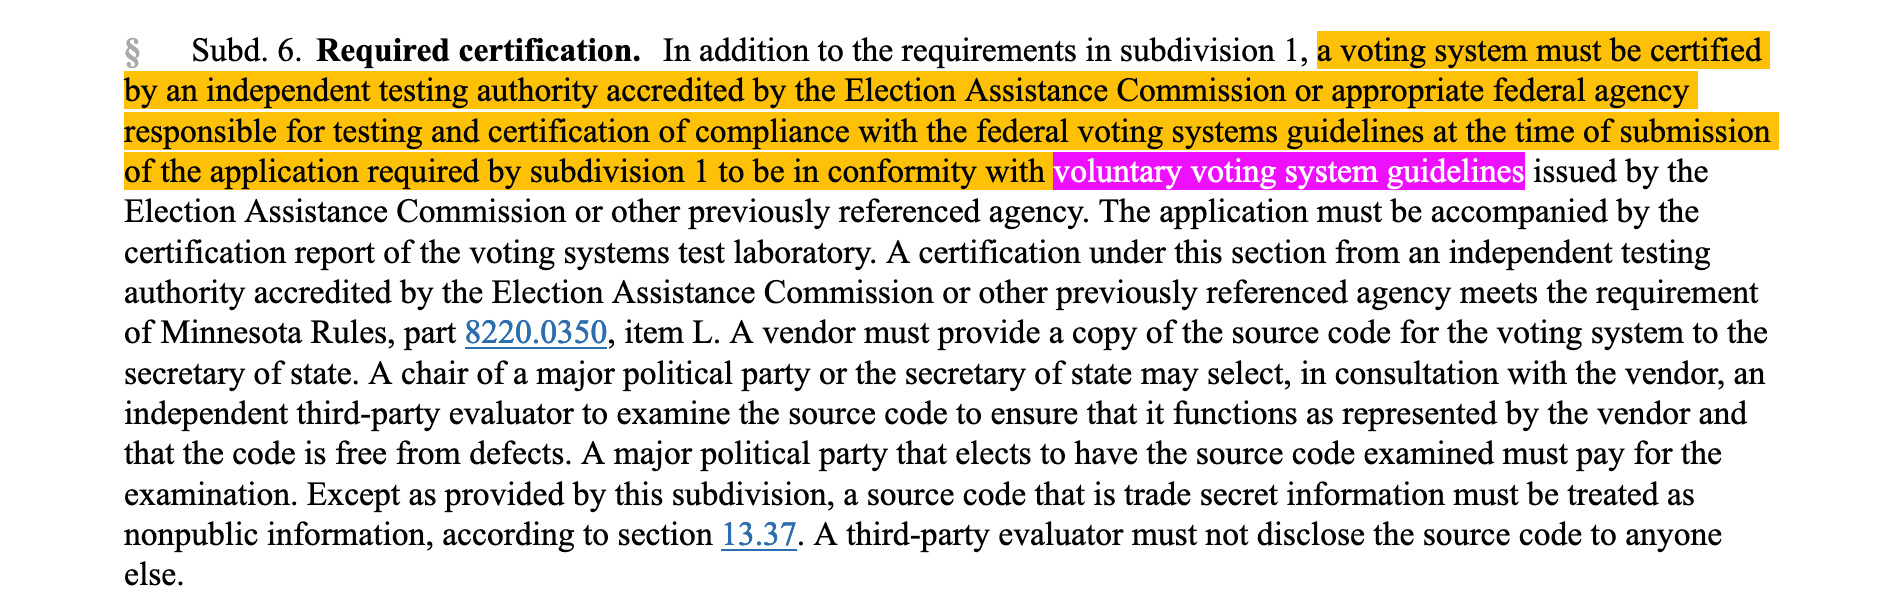 § Subd. 6. Required certification. In addition to the requirements in subdivision 1, a voting system must be certified
by an independent testing authority accredited by the Election Assistance Commission or appropriate federal agency
responsible for testing and certification of compliance with the federal voting systems guidelines at the time of submission
of the application required by subdivision 1 to be in conformity with voluntary voting system guidelines issued by the
Election Assistance Commission or other previously referenced agency. The application must be accompanied by the
certification report of the voting systems test laboratory. A certification under this section from an independent testing
authority accredited by the Election Assistance Commission or other previously referenced agency meets the requirement
of Minnesota Rules, part 8220.0350, item L. A vendor must provide a copy of the source code for the voting system to the
secretary of state. A chair of a major political party or the secretary of state may select, in consultation with the vendor, an
independent third-party evaluator to examine the source code to ensure that it functions as represented by the vendor and
that the code is free from defects. A major political party that elects to have the source code examined must pay for the
examination. Except as provided by this subdivision, a source code that is trade secret information must be treated as
nonpublic information, according to section 13.37. A third-party evaluator must not disclose the source code to anyone
else.